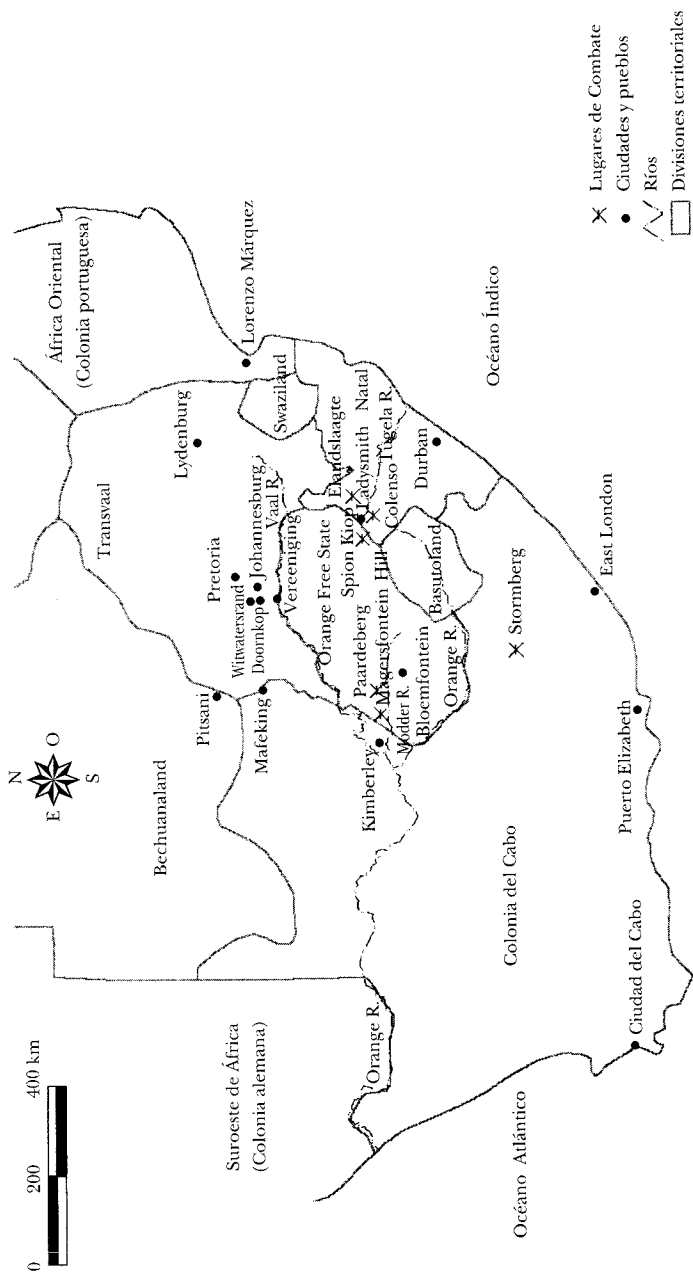 0 200 400 km
N
E O
S
África Oriental
(Colonia portuguesa)
Transvaal
Lydenburg
Lorenzo Márquez
Pretoria
Johannesburg
Witwatersrand
Doornkop
Swaziland
Pitsani
Mafeking
Vaal R.
Vereeniging
Bechuanaland
Suroeste de África
(Colonia alemana)
Orange Free State
Elandslaagte
Natal
Spion Kiop
Ladysmith
Tugela R.
Colenso
Paardeberg
Magersfontein Hill
Kimberley
Modder R.
Bloemfontein
Basutoland
Durban
Orange R.
Orange R.
Océano Índico
Colonia del Cabo
Stormberg
East London
Puerto Elizabeth
Ciudad del Cabo
Océano Atlántico
Lugares de Combate
Ciudades y pueblos
Ríos
Divisiones territoriales